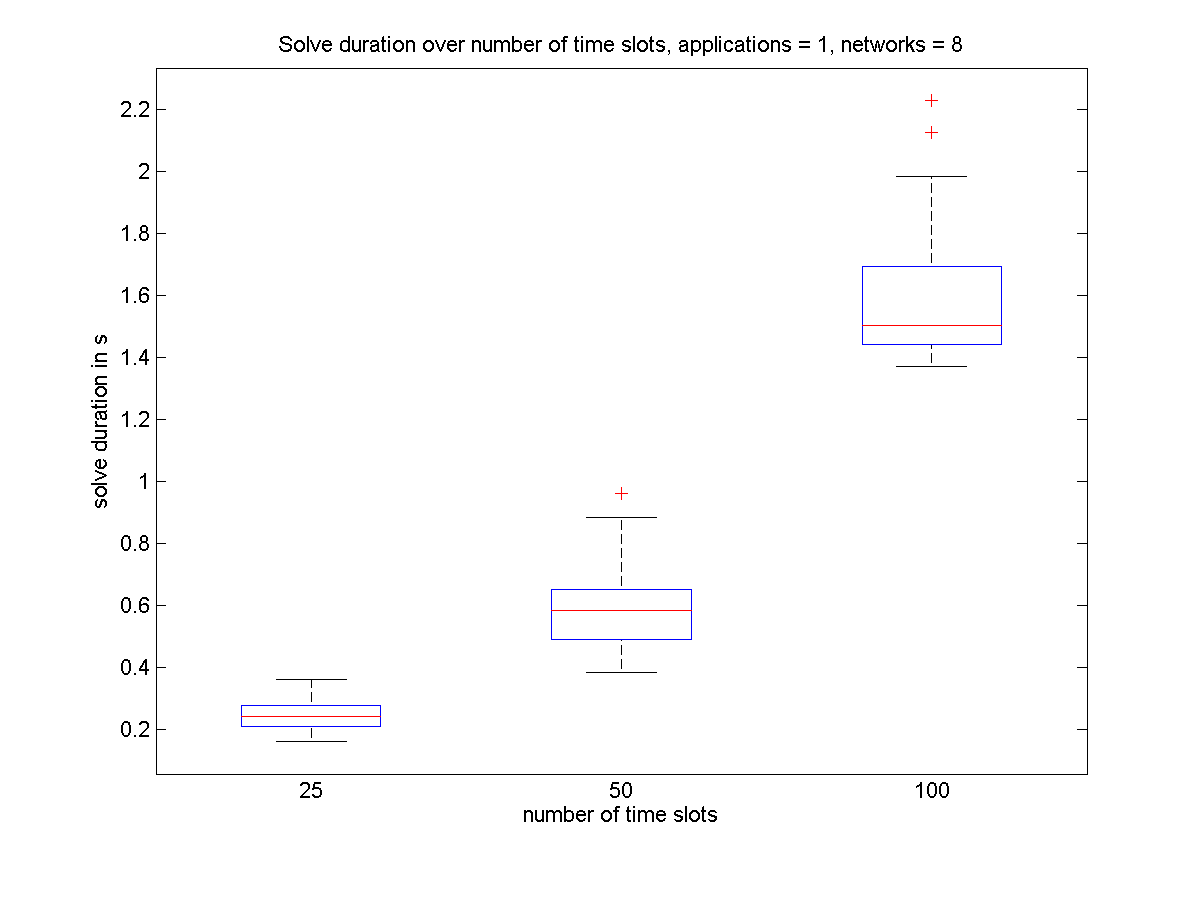 Solve duration over number of time slots, applications = 1, networks = 8
2.2
2
1.8
1.6
1.4
1.2
1
0.8
0.6
0.4
0.2
solve duration in s
25 50 100
number of time slots